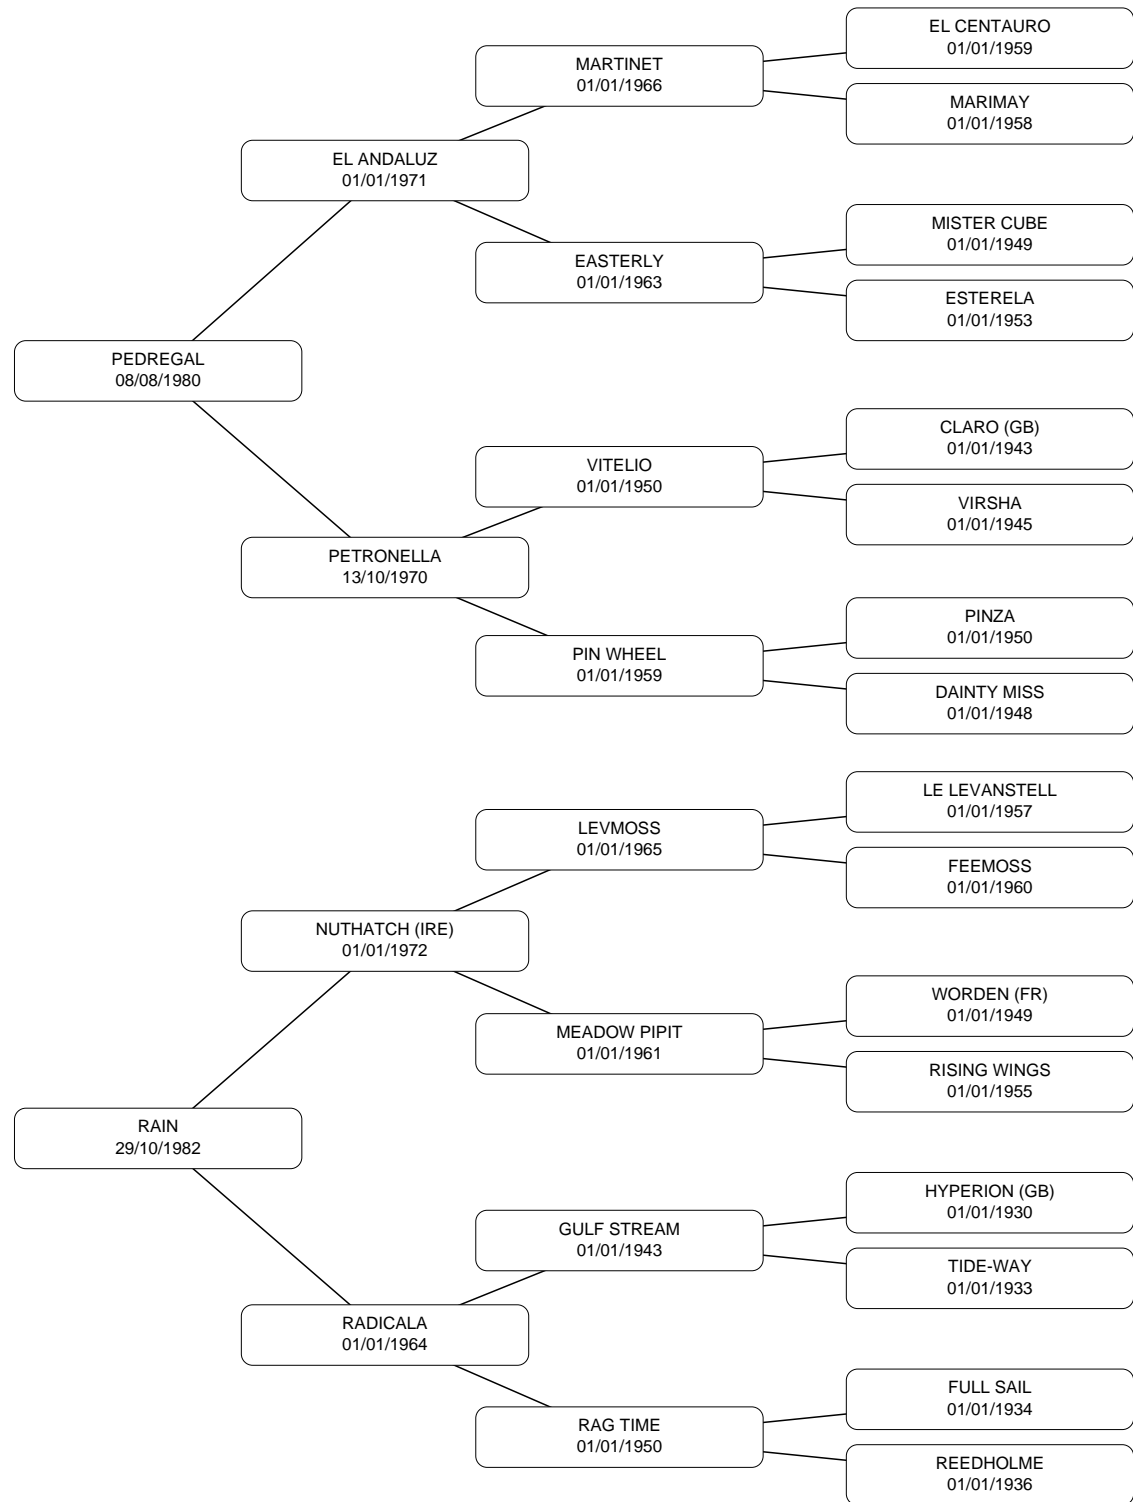 EL CENTAURO
01/01/1959
MARTINET
01/01/1966
MARIMAY
01/01/1958
EL ANDALUZ
01/01/1971
MISTER CUBE
01/01/1949
EASTERLY
01/01/1963
ESTERELA
01/01/1953
PEDREGAL
08/08/1980
CLARO (GB)
01/01/1943
VITELIO
01/01/1950
VIRSHA
01/01/1945
PETRONELLA
13/10/1970
PINZA
01/01/1950
PIN WHEEL
01/01/1959
DAINTY MISS
01/01/1948
LE LEVANSTELL
01/01/1957
LEVMOSS
01/01/1965
FEEMOSS
01/01/1960
NUTHATCH (IRE)
01/01/1972
WORDEN (FR)
01/01/1949
MEADOW PIPIT
01/01/1961
RISING WINGS
01/01/1955
RAIN
29/10/1982
HYPERION (GB)
01/01/1930
GULF STREAM
01/01/1943
TIDE-WAY
01/01/1933
RADICALA
01/01/1964
FULL SAIL
01/01/1934
RAG TIME
01/01/1950
REEDHOLME
01/01/1936